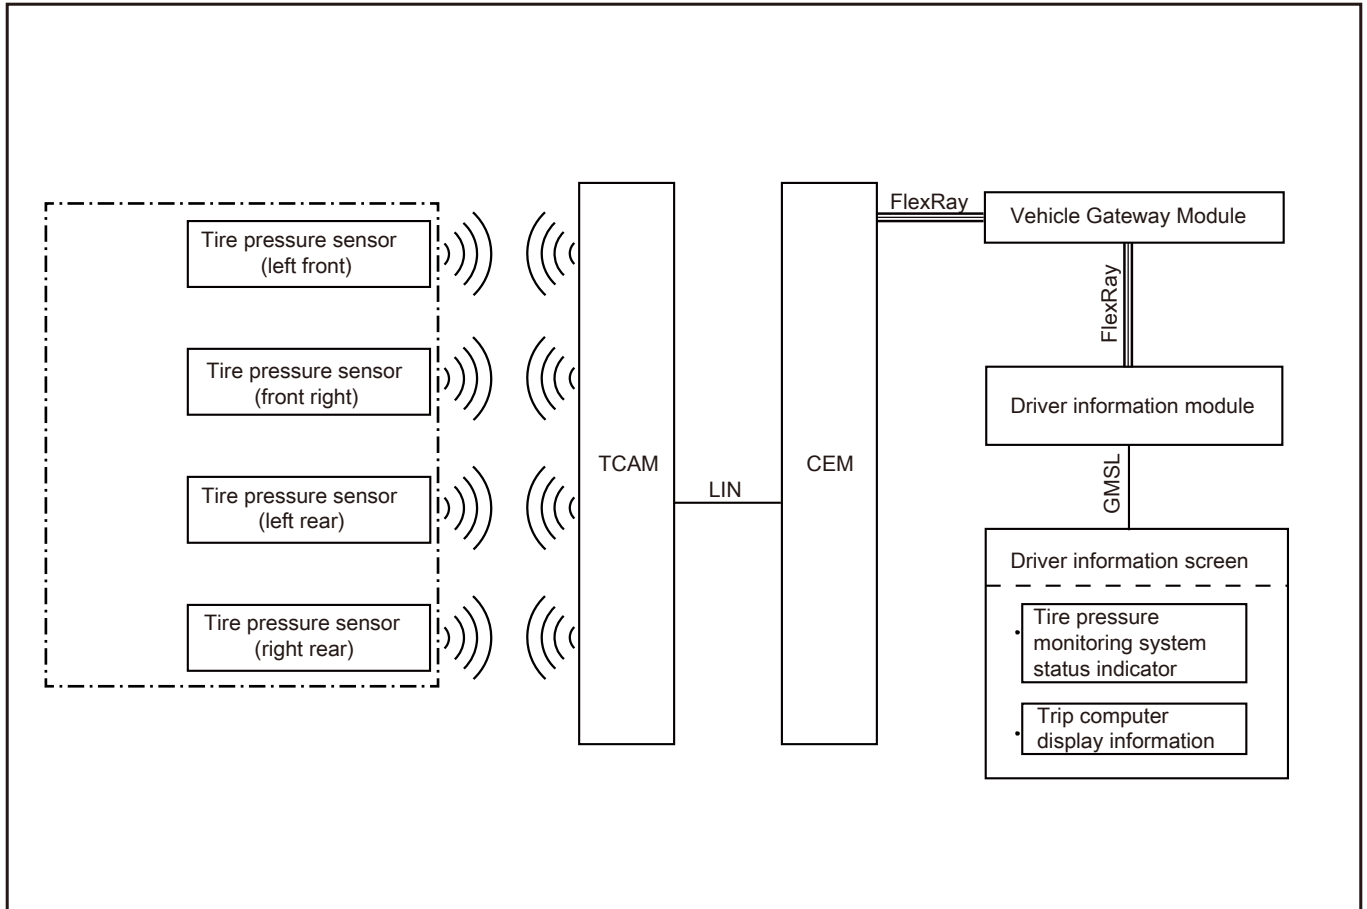 Tire pressure sensor
(left front)
Tire pressure sensor
(front right)
Tire pressure sensor
(left rear)
Tire pressure sensor
(right rear)
TCAM
LIN
CEM
FlexRay
Vehicle Gateway Module
FlexRay
Driver information module
GMSL
Driver information screen
Tire pressure
monitoring system
status indicator
Trip computer
display information